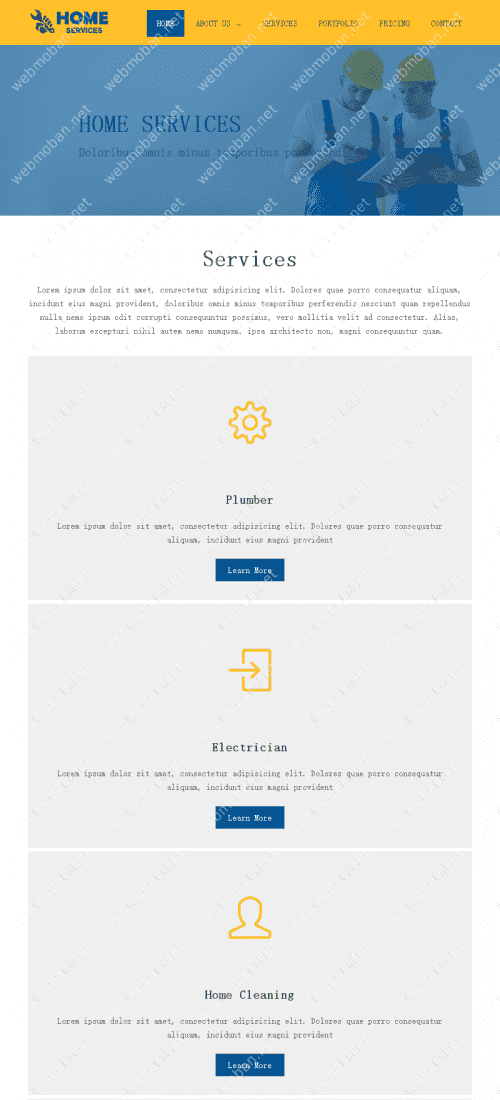 HOME
SERVICES
HOME ABOUT US SERVICES PORTFOLIO PRICING CONTACT
HOME SERVICES
Doloribus omnis minus temporibus
Services
Lorem ipsum dolor sit amet, consectetur adipisicing elit. Dolores quae porro consequatur aliquam,
incidunt eius magni provident, doloribus omnis minus temporibus perferendis nesciunt quam repellendus
nulla nemo ipsum odit corrupti consequuntur possimus, vero mollitia velit ad consectetur. Alias,
laborum excepturi nihil autem nemo numquam, ipsa architecto non, magni consequuntur quam.
Plumber
Lorem ipsum dolor sit amet, consectetur adipisicing elit. Dolores quae porro consequatur
aliquam, incidunt eius magni provident
Learn More
Electrician
Lorem ipsum dolor sit amet, consectetur adipisicing elit. Dolores quae porro consequatur
aliquam, incidunt eius magni provident
Learn More
Home Cleaning
Lorem ipsum dolor sit amet, consectetur adipisicing elit. Dolores quae porro consequatur
aliquam, incidunt eius magni provident
Learn More
webmoban.net